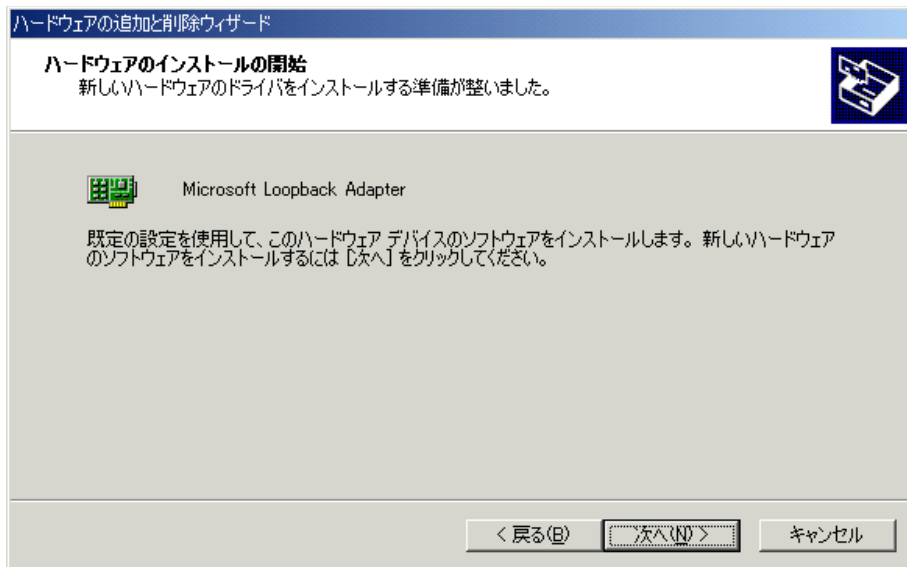 ハードウェアの追加と削除ウィザード
ハードウェアのインストールの開始
新しいハードウェアのドライバをインストールする準備が整いました。
Microsoft Loopback Adapter
既定の設定を使用して、このハードウェア デバイスのソフトウェアをインストールします。 新しいハードウェア
のソフトウェアをインストールするには [次へ] をクリックしてください。
< 戻る(B)
次へ(N) >
キャンセル